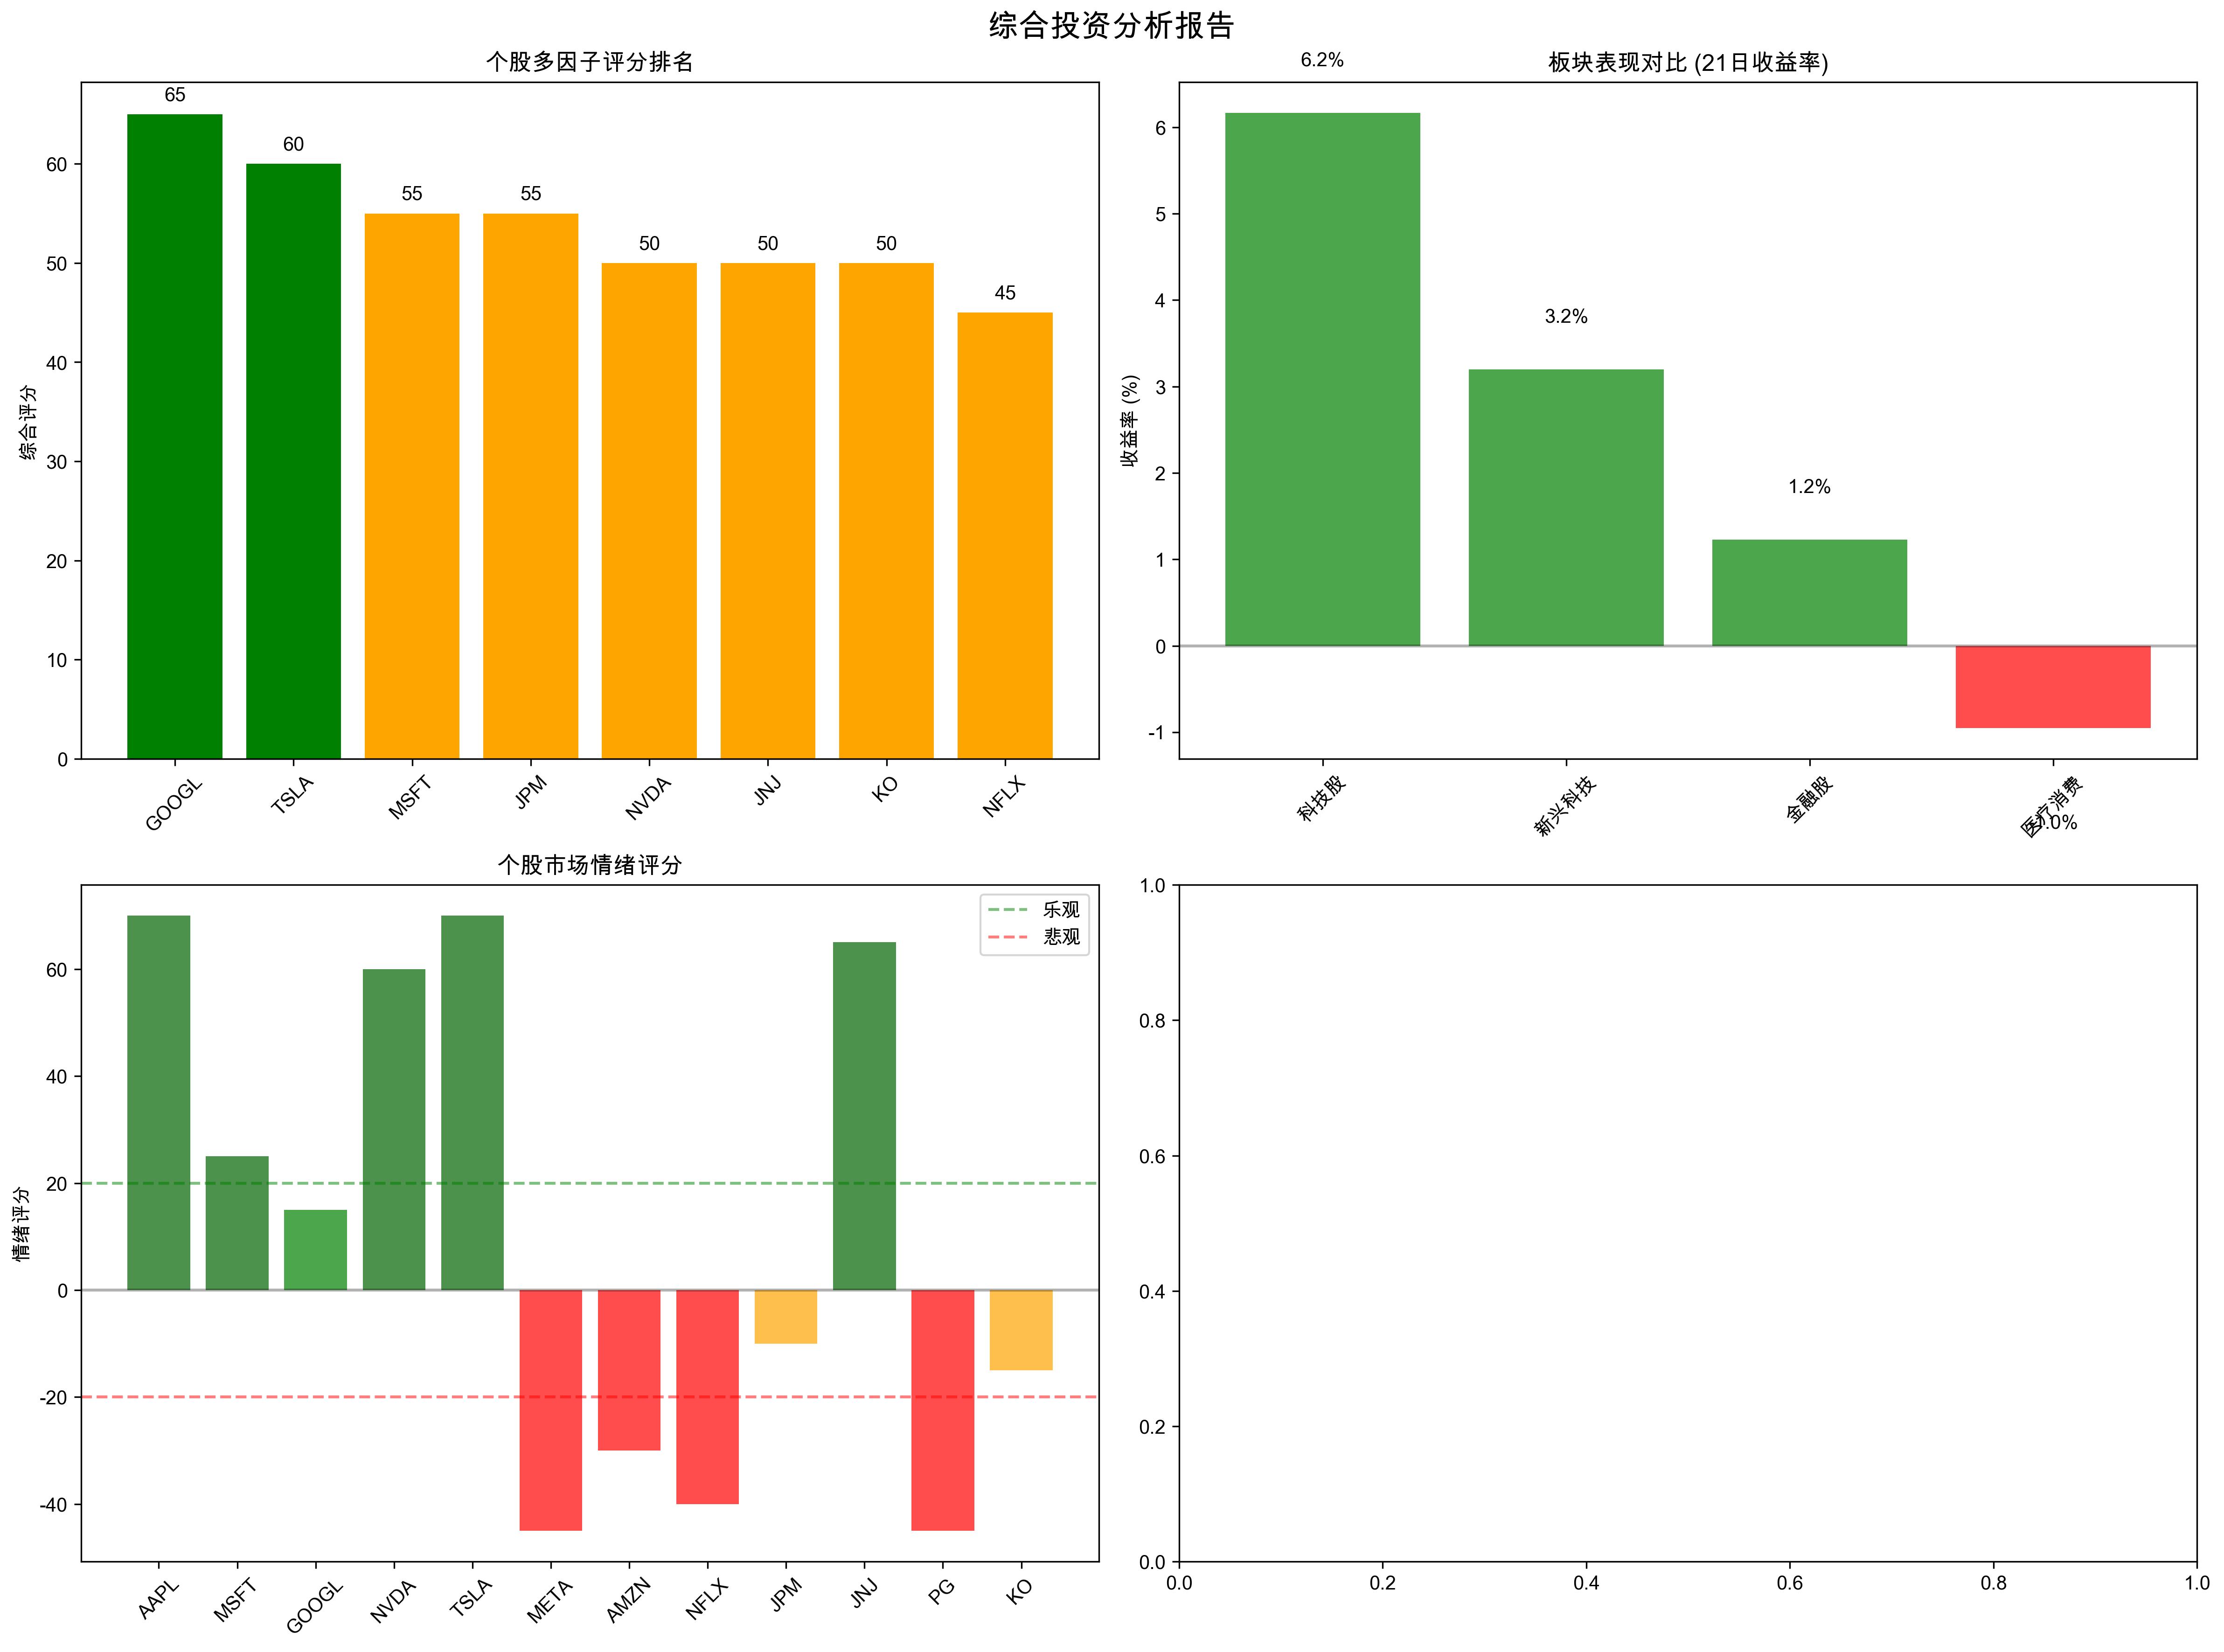 综合投资分析报告
个股多因子评分排名
综合评分
60
50
40
30
20
10
0
65
60
55
55
50
50
50
45
GOOGL
TSLA
MSFT
JPM
NVDA
JNJ
KO
NFLX
板块表现对比 (21日收益率)
收益率 (%)
6
5
4
3
2
1
0
-1
6.2%
3.2%
1.2%
科技股
新兴科技
金融股
医疗消费
个股市场情绪评分
情绪评分
60
40
20
0
-20
-40
乐观
悲观
AAPL
MSFT
GOOGL
NVDA
TSLA
META
AMZN
NFLX
JPM
JNJ
PG
KO
1.0
0.8
0.6
0.4
0.2
0.0
0.0
0.2
0.4
0.6
0.8
1.0